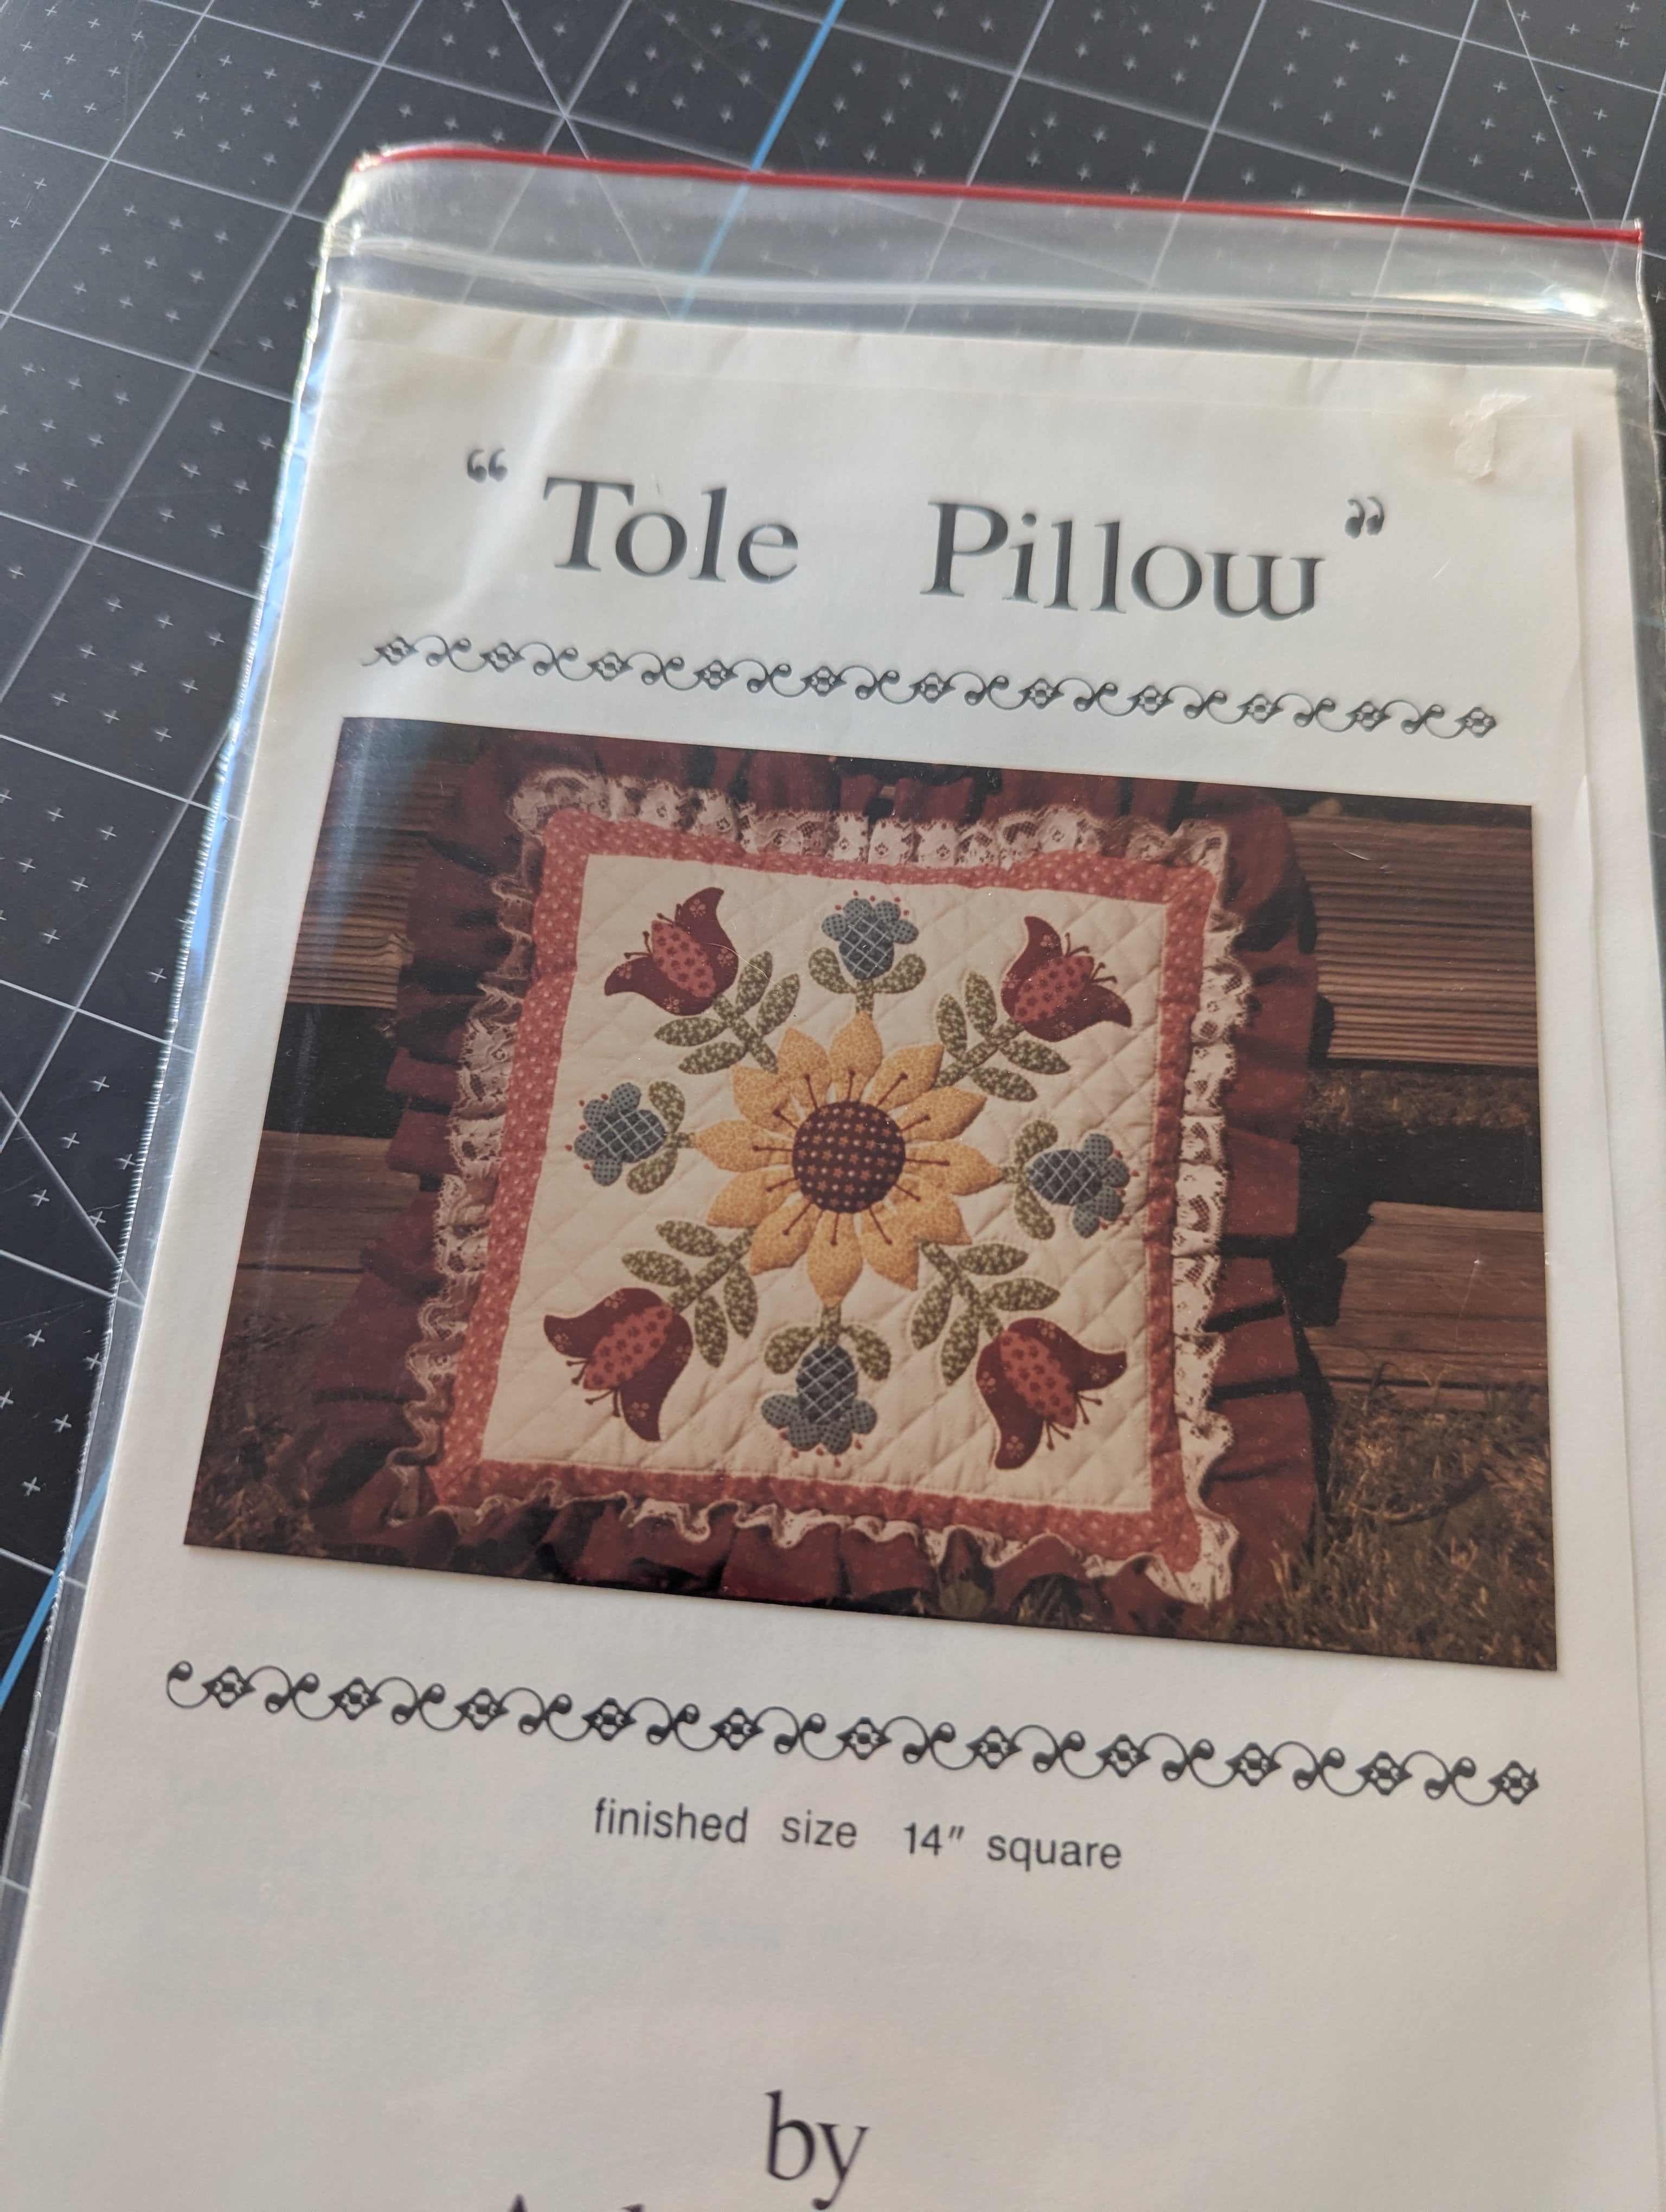 “Tole Pillow”
finished size 14" square
by